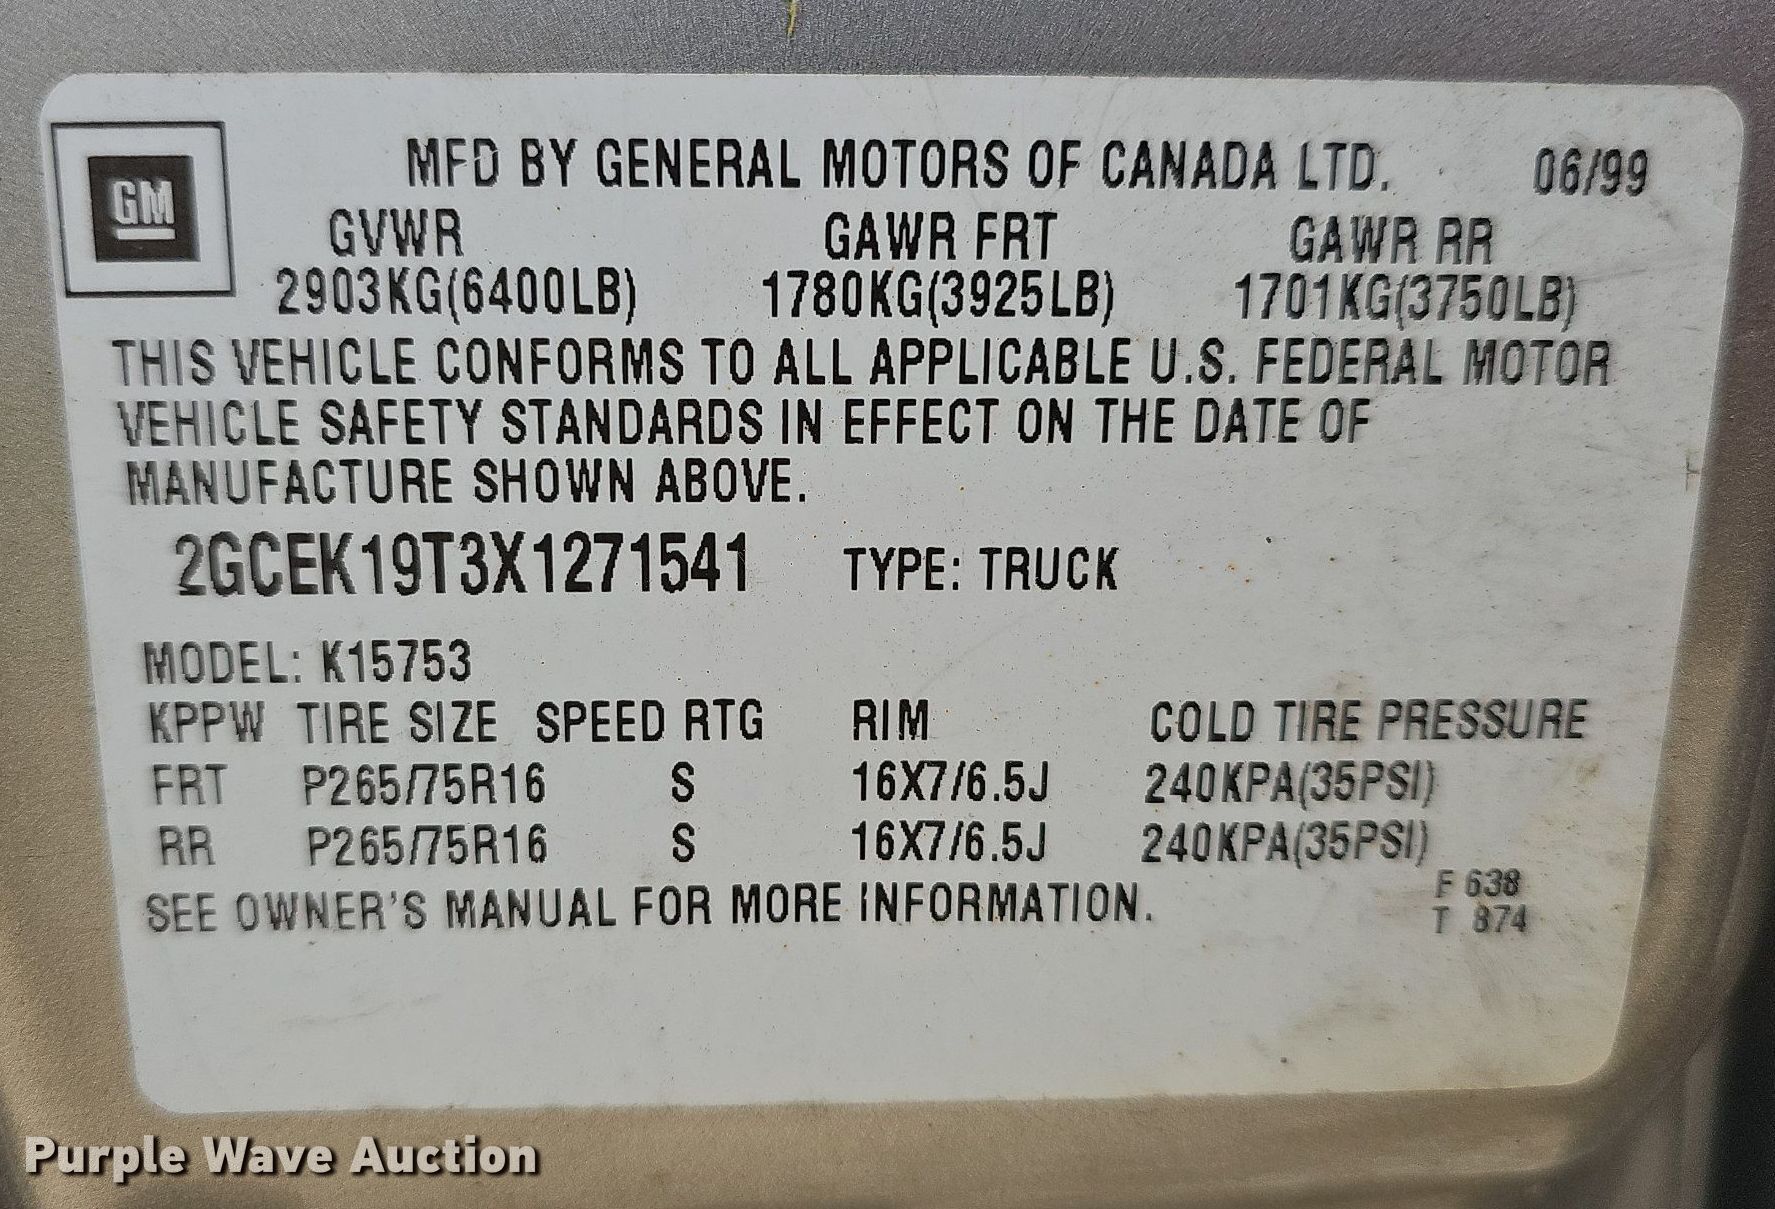 GM
MFD BY GENERAL MOTORS OF CANADA LTD. 06/99
GVWR GAWR FRT GAWR RR
2903KG(6400LB) 1780KG(3925LB) 1701KG(3750LB)
THIS VEHICLE CONFORMS TO ALL APPLICABLE U.S. FEDERAL MOTOR
VEHICLE SAFETY STANDARDS IN EFFECT ON THE DATE OF
MANUFACTURE SHOWN ABOVE.
2GCEK19T3X1271541 TYPE: TRUCK
MODEL: K15753
KPPW TIRE SIZE SPEED RTG RIM COLD TIRE PRESSURE
FRT P265/75R16 S 16X7/6.5J 240KPA(35PSI)
RR P265/75R16 S 16X7/6.5J 240KPA(35PSI)
SEE OWNER'S MANUAL FOR MORE INFORMATION.
F 638
T 874
Purple Wave Auction